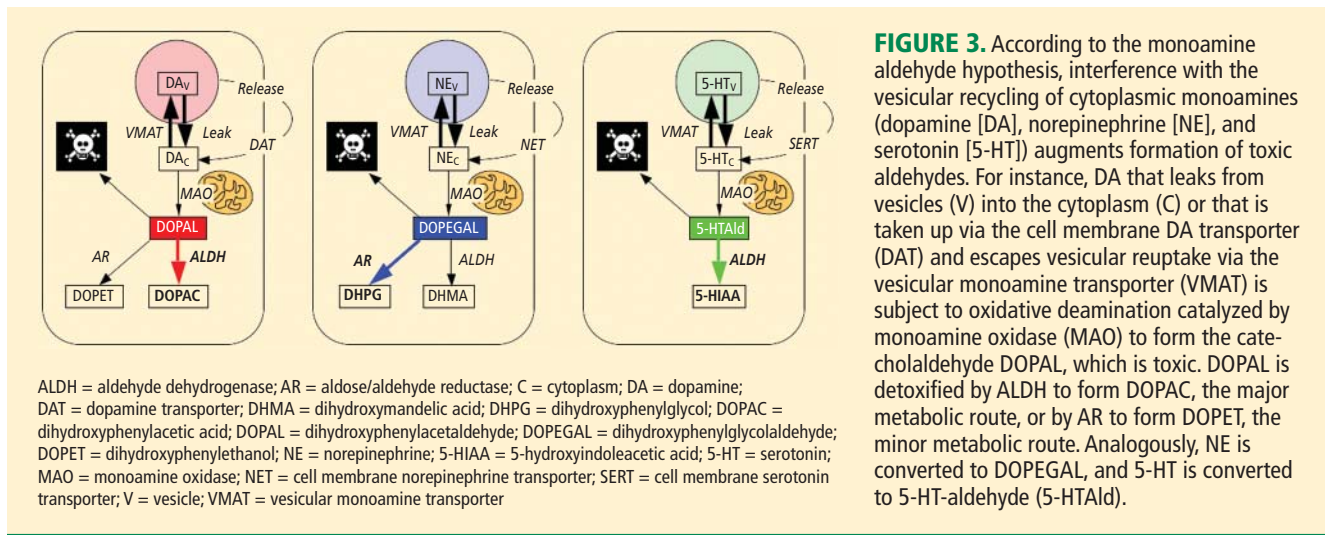 DAV
Release
VMAT
Leak
DAT
DAC
MAO
DOPAL
AR
ALDH
DOPET
DOPAC
NEV
Release
VMAT
Leak
NET
NEC
MAO
DOPEGAL
AR
ALDH
DHPG
DHMA
5-HTV
Release
VMAT
Leak
SERT
5-HTC
MAO
5-HTAld
ALDH
5-HIAA
ALDH = aldehyde dehydrogenase; AR = aldose/aldehyde reductase; C = cytoplasm; DA = dopamine;
DAT = dopamine transporter; DHMA = dihydroxymandelic acid; DHPG = dihydroxyphenylglycol; DOPAC =
dihydroxyphenylacetic acid; DOPAL = dihydroxyphenylacetaldehyde; DOPEGAL = dihydroxyphenylglycolaldehyde;
DOPET = dihydroxyphenylethanol; NE = norepinephrine; 5-HIAA = 5-hydroxyindoleacetic acid; 5-HT = serotonin;
MAO = monoamine oxidase; NET = cell membrane norepinephrine transporter; SERT = cell membrane serotonin
transporter; V = vesicle; VMAT = vesicular monoamine transporter
FIGURE 3. According to the monoamine
aldehyde hypothesis, interference with the
vesicular recycling of cytoplasmic monoamines
(dopamine [DA], norepinephrine [NE], and
serotonin [5-HT]) augments formation of toxic
aldehydes. For instance, DA that leaks from
vesicles (V) into the cytoplasm (C) or that is
taken up via the cell membrane DA transporter
(DAT) and escapes vesicular reuptake via the
vesicular monoamine transporter (VMAT) is
subject to oxidative deamination catalyzed by
monoamine oxidase (MAO) to form the cate-
cholaldehyde DOPAL, which is toxic. DOPAL is
detoxified by ALDH to form DOPAC, the major
metabolic route, or by AR to form DOPET, the
minor metabolic route. Analogously, NE is
converted to DOPEGAL, and 5-HT is converted
to 5-HT-aldehyde (5-HTAld).